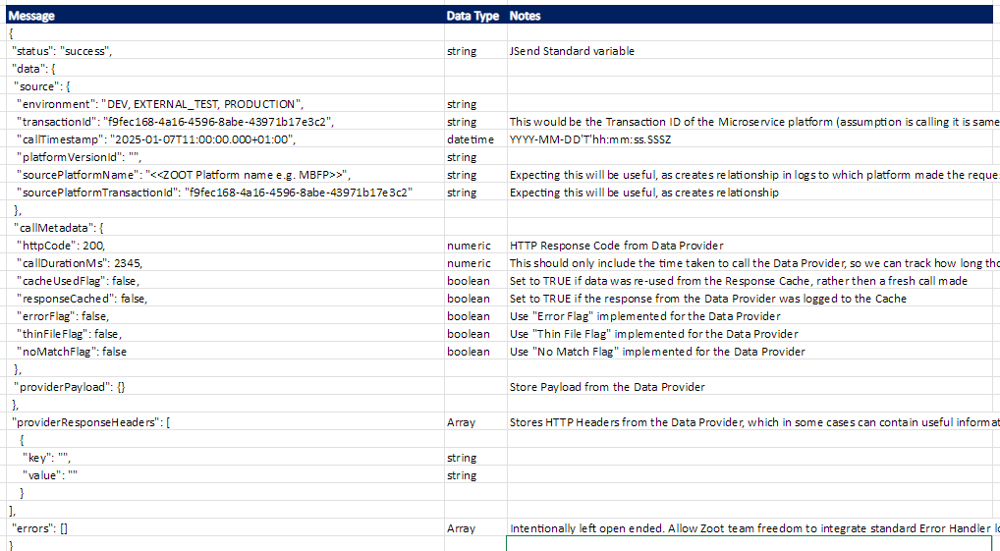 Message Data Type Notes
{
"status": "success", string JSend Standard variable
"data": {
"source": {
"environment": "DEV, EXTERNAL_TEST, PRODUCTION", string
"transactionId": "f9fec168-4a16-4596-8abe-43971b17e3c2", string This would be the Transaction ID of the Microservice platform (assumption is calling it is same
"callTimestamp": "2025-01-07T11:00:00.000+01:00", datetime YYYY-MM-DD'T'hh:mm:ss.SSSZ
"platformVersionId": "", string
"sourcePlatformName": "<<ZOOT Platform name e.g. MBFP>>", string Expecting this will be useful, as creates relationship in logs to which platform made the reque
"sourcePlatformTransactionId": "f9fec168-4a16-4596-8abe-43971b17e3c2" string Expecting this will be useful, as creates relationship
},
"callMetadata": {
"httpCode": 200, numeric HTTP Response Code from Data Provider
"callDurationMs": 2345, numeric This should only include the time taken to call the Data Provider, so we can track how long tho
"cacheUsedFlag": false, boolean Set to TRUE if data was re-used from the Response Cache, rather then a fresh call made
"responseCached": false, boolean Set to TRUE if the response from the Data Provider was logged to the Cache
"errorFlag": false, boolean Use "Error Flag" implemented for the Data Provider
"thinFileFlag": false, boolean Use "Thin File Flag" implemented for the Data Provider
"noMatchFlag": false boolean Use "No Match Flag" implemented for the Data Provider
},
"providerPayload": {} Store Payload from the Data Provider
},
"providerResponseHeaders": [ Array Stores HTTP Headers from the Data Provider, which in some cases can contain useful informat
{
"key": "", string
"value": "" string
}
],
"errors": [] Array Intentionally left open ended. Allow Zoot team freedom to integrate standard Error Handler lo
}